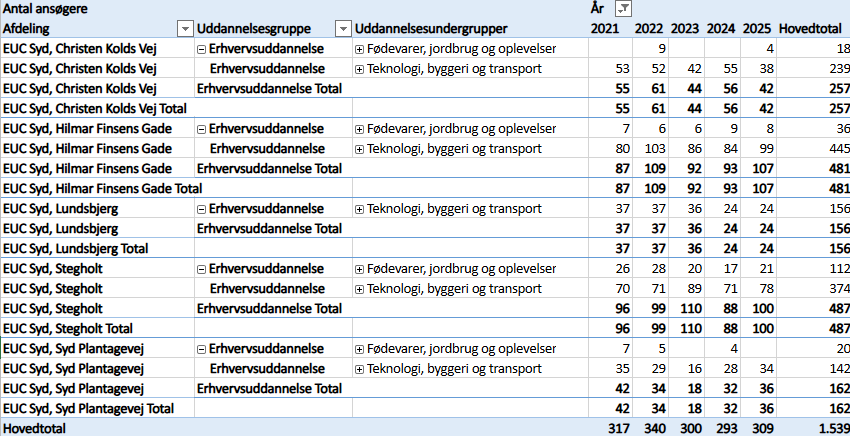 Antal ansøgere År
Afdeling Uddannelsesgruppe Uddannelsesundergrupper 2021 2022 2023 2024 2025 Hovedtotal
EUC Syd, Christen Kolds Vej Erhvervsuddannelse Fødevarer, jordbrug og oplevelser 9 4 18
EUC Syd, Christen Kolds Vej Erhvervsuddannelse Teknologi, byggeri og transport 53 52 42 55 38 239
EUC Syd, Christen Kolds Vej Erhvervsuddannelse Total 55 61 44 56 42 257
EUC Syd, Christen Kolds Vej Total 55 61 44 56 42 257
EUC Syd, Hilmar Finsens Gade Erhvervsuddannelse Fødevarer, jordbrug og oplevelser 7 6 6 9 8 36
EUC Syd, Hilmar Finsens Gade Erhvervsuddannelse Teknologi, byggeri og transport 80 103 86 84 99 445
EUC Syd, Hilmar Finsens Gade Erhvervsuddannelse Total 87 109 92 93 107 481
EUC Syd, Hilmar Finsens Gade Total 87 109 92 93 107 481
EUC Syd, Lundsbjerg Erhvervsuddannelse Teknologi, byggeri og transport 37 37 36 24 24 156
EUC Syd, Lundsbjerg Erhvervsuddannelse Total 37 37 36 24 24 156
EUC Syd, Lundsbjerg Total 37 37 36 24 24 156
EUC Syd, Stegholt Erhvervsuddannelse Fødevarer, jordbrug og oplevelser 26 28 20 17 21 112
EUC Syd, Stegholt Erhvervsuddannelse Teknologi, byggeri og transport 70 71 89 71 78 374
EUC Syd, Stegholt Erhvervsuddannelse Total 96 99 110 88 100 487
EUC Syd, Stegholt Total 96 99 110 88 100 487
EUC Syd, Syd Plantagevej Erhvervsuddannelse Fødevarer, jordbrug og oplevelser 7 5 4 20
EUC Syd, Syd Plantagevej Erhvervsuddannelse Teknologi, byggeri og transport 35 29 16 28 34 142
EUC Syd, Syd Plantagevej Erhvervsuddannelse Total 42 34 18 32 36 162
EUC Syd, Syd Plantagevej Total 42 34 18 32 36 162
Hovedtotal 317 340 300 293 309 1.539